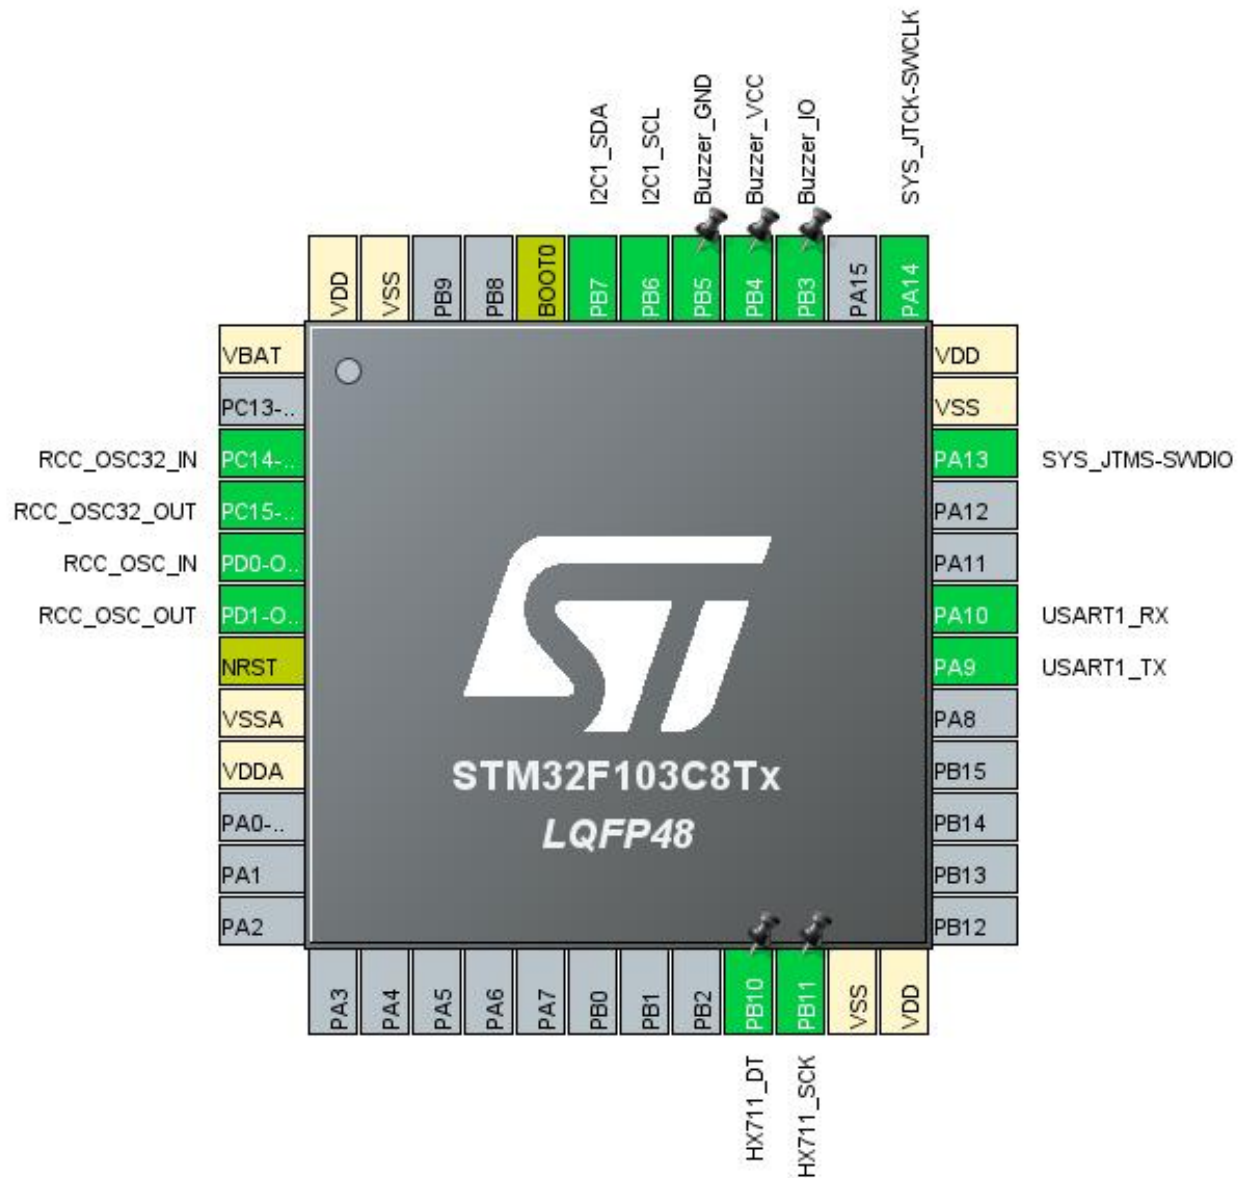 I2C1_SDA
I2C1_SCL
Buzzer_GND
Buzzer_VCC
Buzzer_IO
SYS_JTCK-SWCLK
VDD
VSS
PB9
PB8
BOOT0
PB7
PB6
PB5
PB4
PB3
PA15
PA14
VBAT
PC13-..
RCC_OSC32_IN
PC14-..
RCC_OSC32_OUT
PC15-..
RCC_OSC_IN
PD0-O..
RCC_OSC_OUT
PD1-O..
NRST
VSSA
VDDA
PA0-..
PA1
PA2
ST
STM32F103C8Tx
LQFP48
VDD
VSS
PA13
SYS_JTMS-SWDIO
PA12
PA11
PA10
USART1_RX
PA9
USART1_TX
PA8
PB15
PB14
PB13
PB12
PA3
PA4
PA5
PA6
PA7
PB0
PB1
PB2
PB10
PB11
VSS
VDD
HX711_DT
HX711_SCK